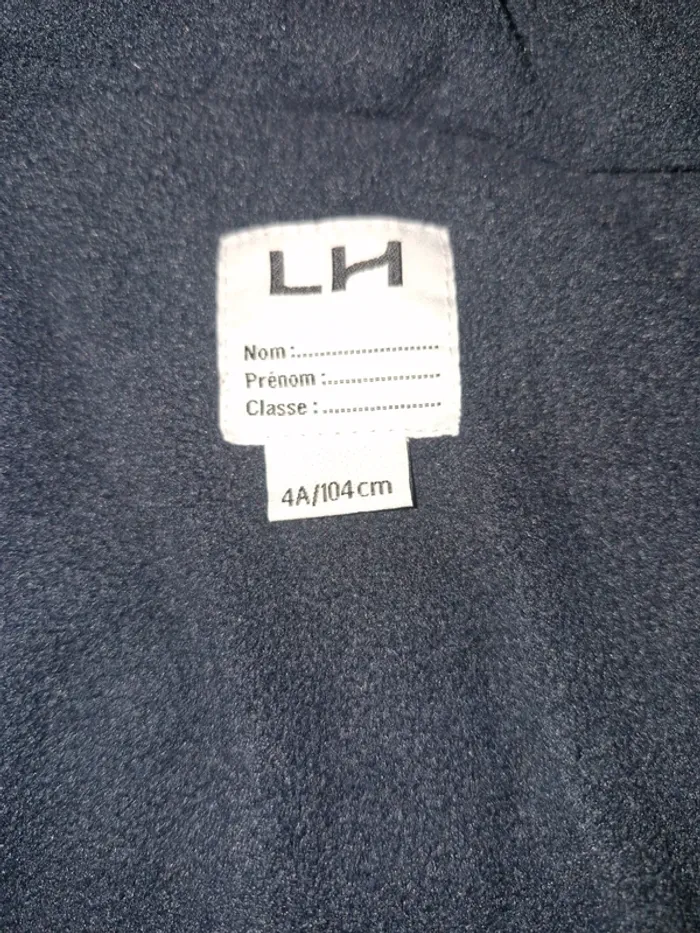 LH
Nom :........................
Prénom :.....................
Classe : .....................
4A/104cm